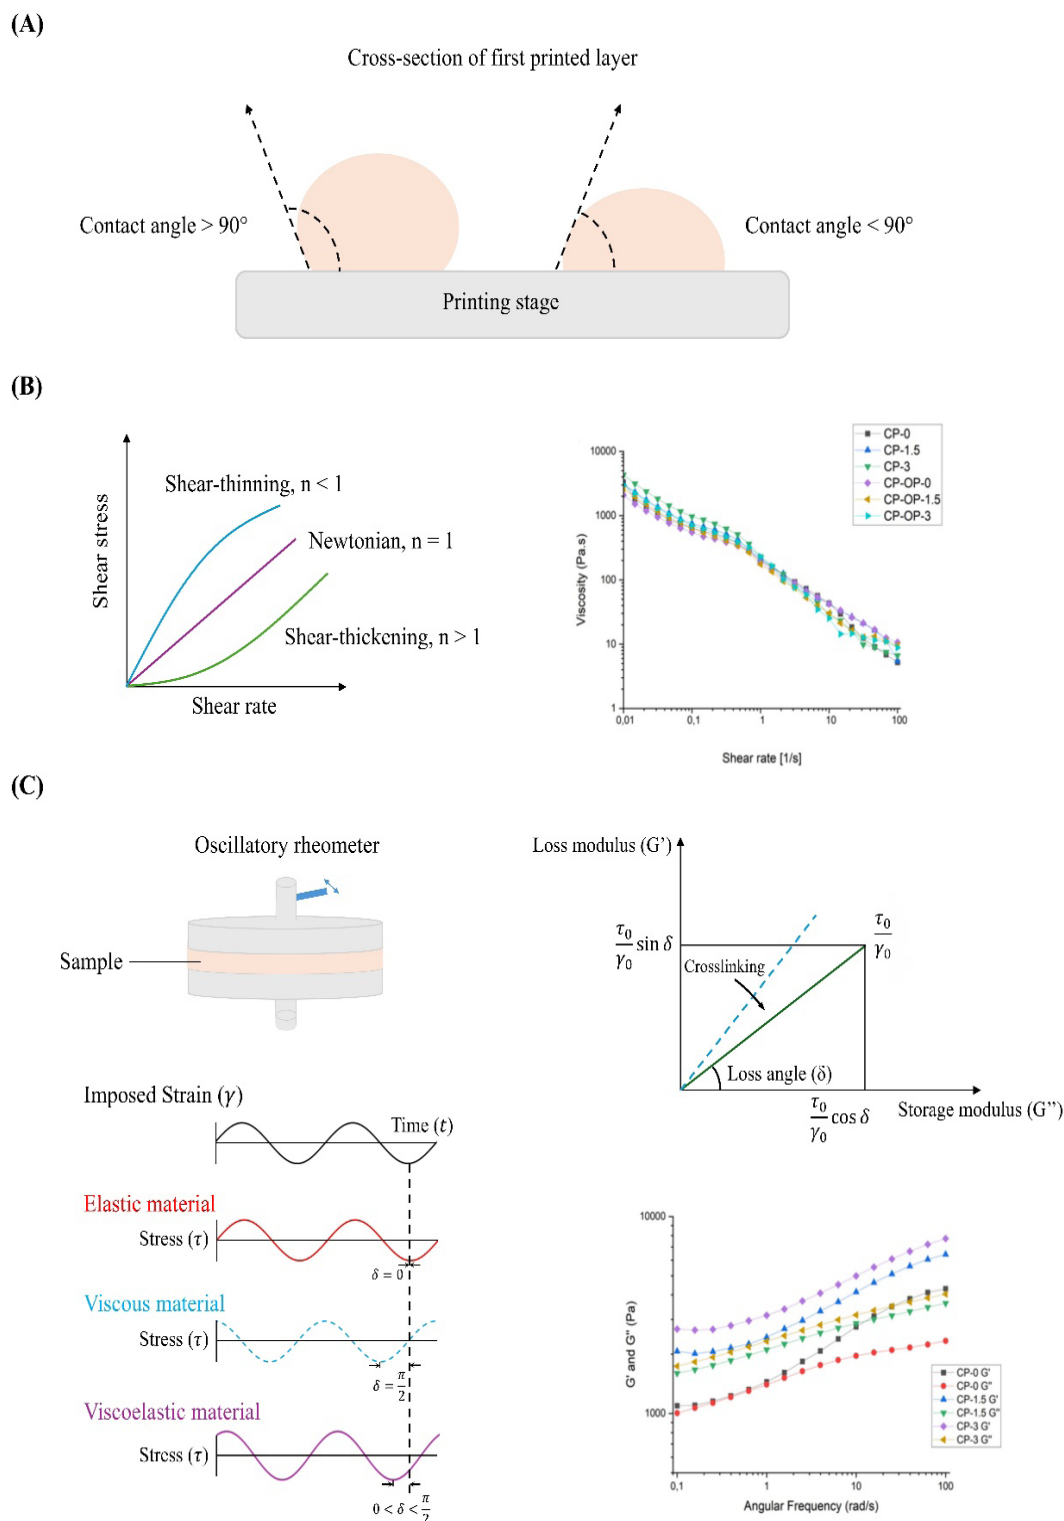 (A)
Cross-section of first printed layer
Contact angle > 90°
Contact angle < 90°
Printing stage
(B)
Shear stress
Shear-thinning, n < 1
Newtonian, n = 1
Shear-thickening, n > 1
Shear rate
CP-0
CP-1.5
CP-3
CP-OP-0
CP-OP-1.5
CP-OP-3
Viscosity (Pa.s)
10000
1000
100
10
1
0,01
0,1
1
10
100
Shear rate [1/s]
(C)
Oscillatory rheometer
Sample
Loss modulus (G’)
τ0/γ0 sin δ
τ0/γ0
Crosslinking
Loss angle (δ)
τ0/γ0 cos δ
Storage modulus (G”)
Imposed Strain (γ)
Time (t)
Elastic material
Stress (τ)
δ = 0
Viscous material
Stress (τ)
δ = π/2
Viscoelastic material
Stress (τ)
0 < δ < π/2
G' and G'' (Pa)
10000
1000
CP-0 G'
CP-0 G''
CP-1.5 G'
CP-1.5 G''
CP-3 G'
CP-3 G''
0,1
1
10
100
Angular Frequency (rad/s)